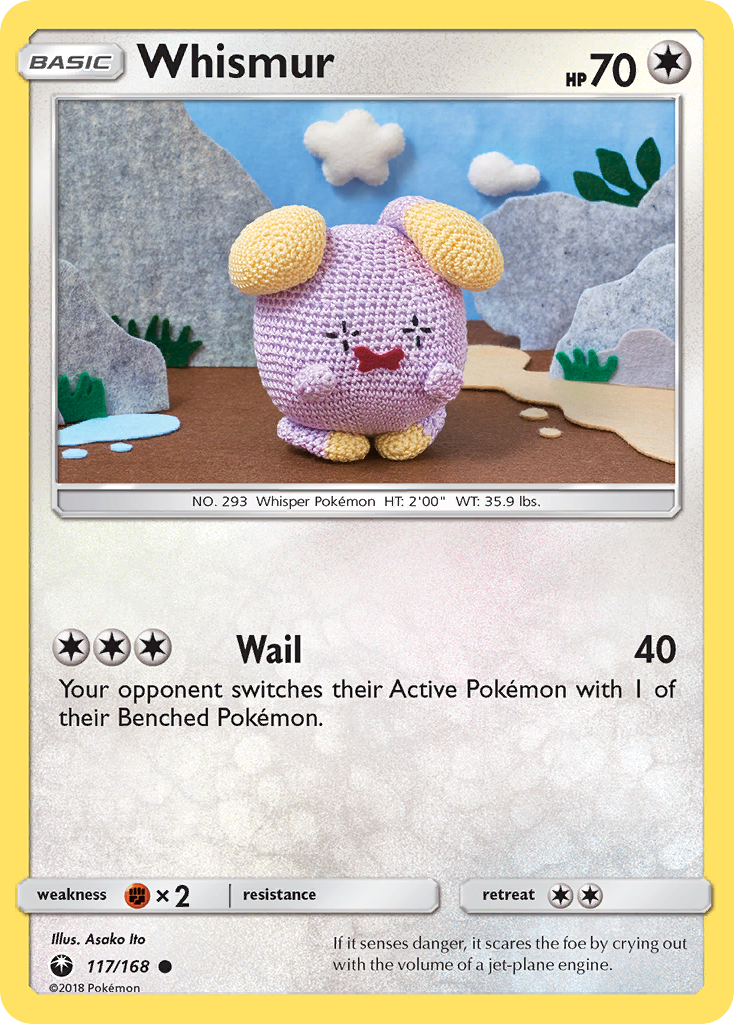 BASIC Whismur HP 70
NO. 293 Whisper Pokémon HT: 2'00" WT: 35.9 lbs.
Wail 40
Your opponent switches their Active Pokémon with 1 of
their Benched Pokémon.
weakness × 2 resistance retreat
Illus. Asako Ito
117/168
©2018 Pokémon
If it senses danger, it scares the foe by crying out
with the volume of a jet-plane engine.